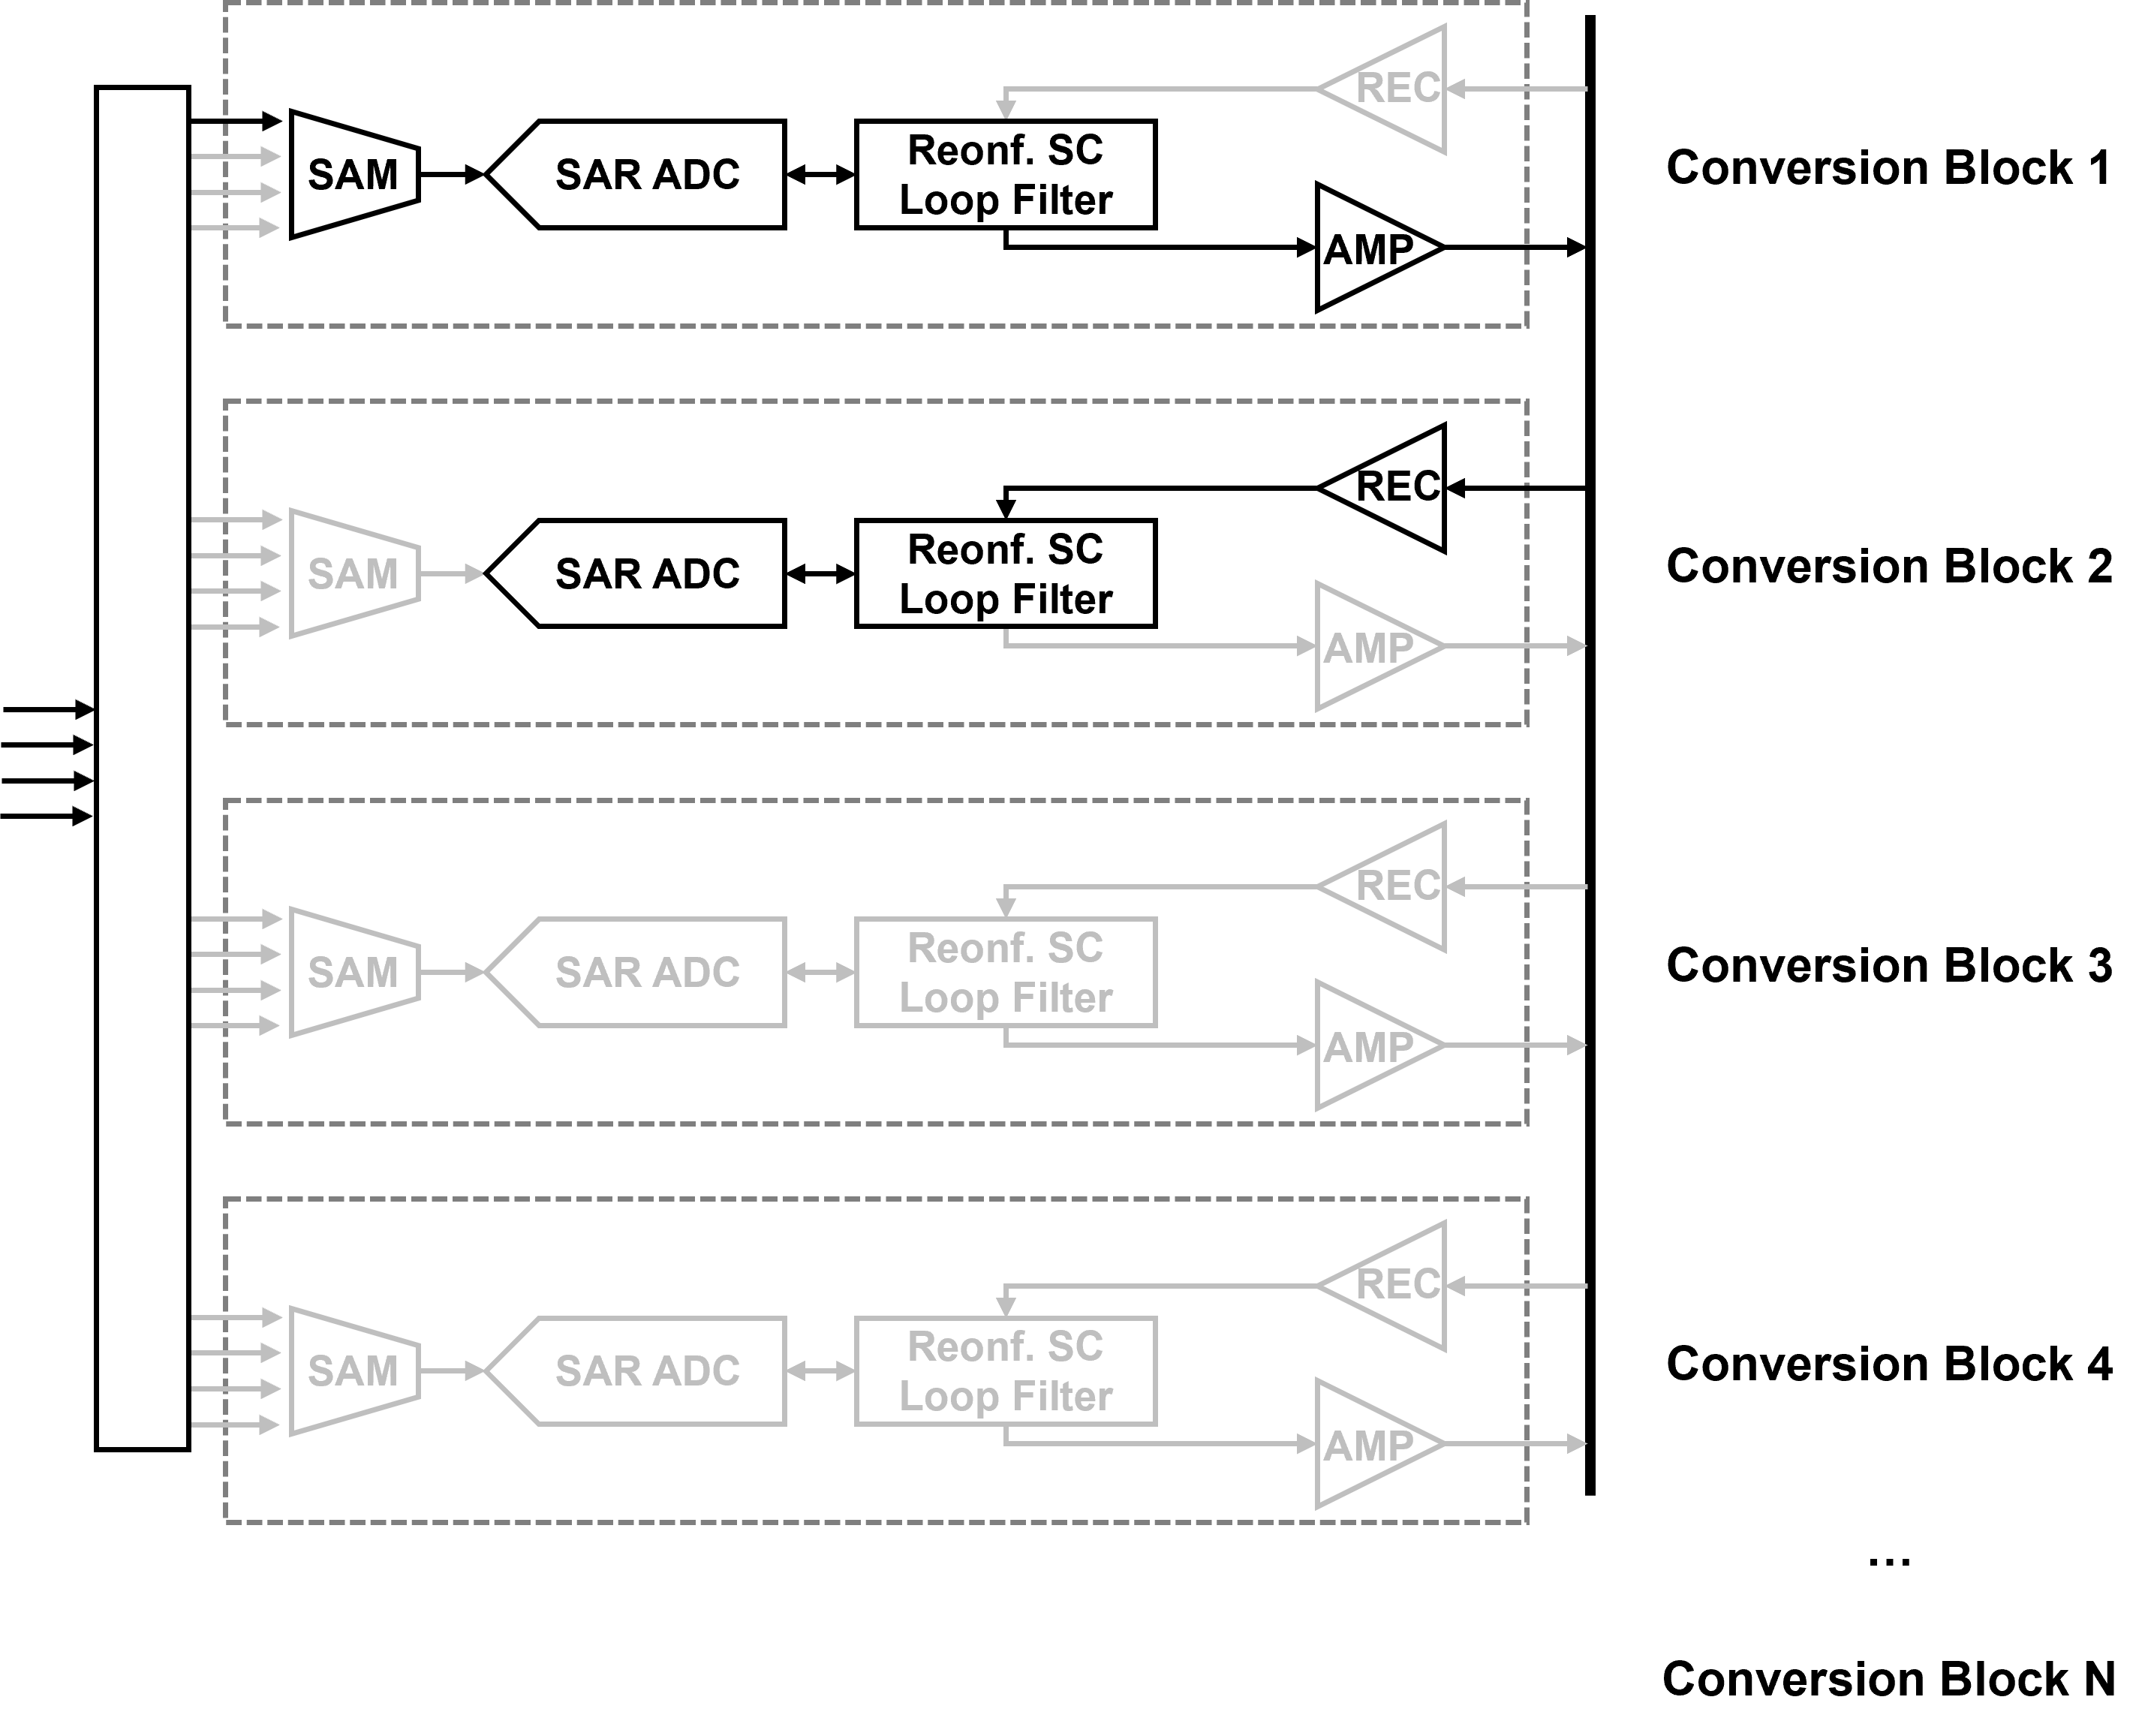 REC
SAM
SAR ADC
Reonf. SC
Loop Filter
AMP
Conversion Block 1
REC
SAM
SAR ADC
Reonf. SC
Loop Filter
AMP
Conversion Block 2
REC
SAM
SAR ADC
Reonf. SC
Loop Filter
AMP
Conversion Block 3
REC
SAM
SAR ADC
Reonf. SC
Loop Filter
AMP
Conversion Block 4
...
Conversion Block N